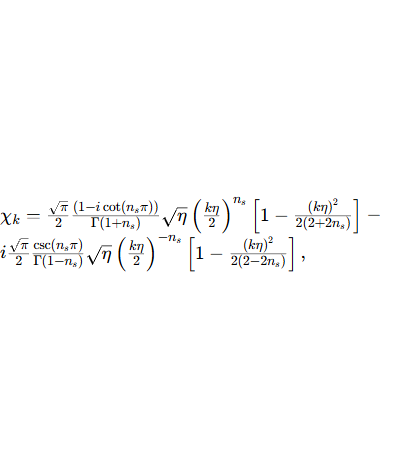 $\chi_k = \frac{\sqrt{\pi}}{2} \frac{(1-i\cot(n_s\pi))}{\Gamma(1+n_s)} \sqrt{\eta} \left(\frac{k\eta}{2}\right)^{n_s} \left[1 - \frac{(k\eta)^2}{2(2+2n_s)}\right] -$
$i\frac{\sqrt{\pi}}{2} \frac{\csc(n_s\pi)}{\Gamma(1-n_s)} \sqrt{\eta} \left(\frac{k\eta}{2}\right)^{-n_s} \left[1 - \frac{(k\eta)^2}{2(2-2n_s)}\right],$